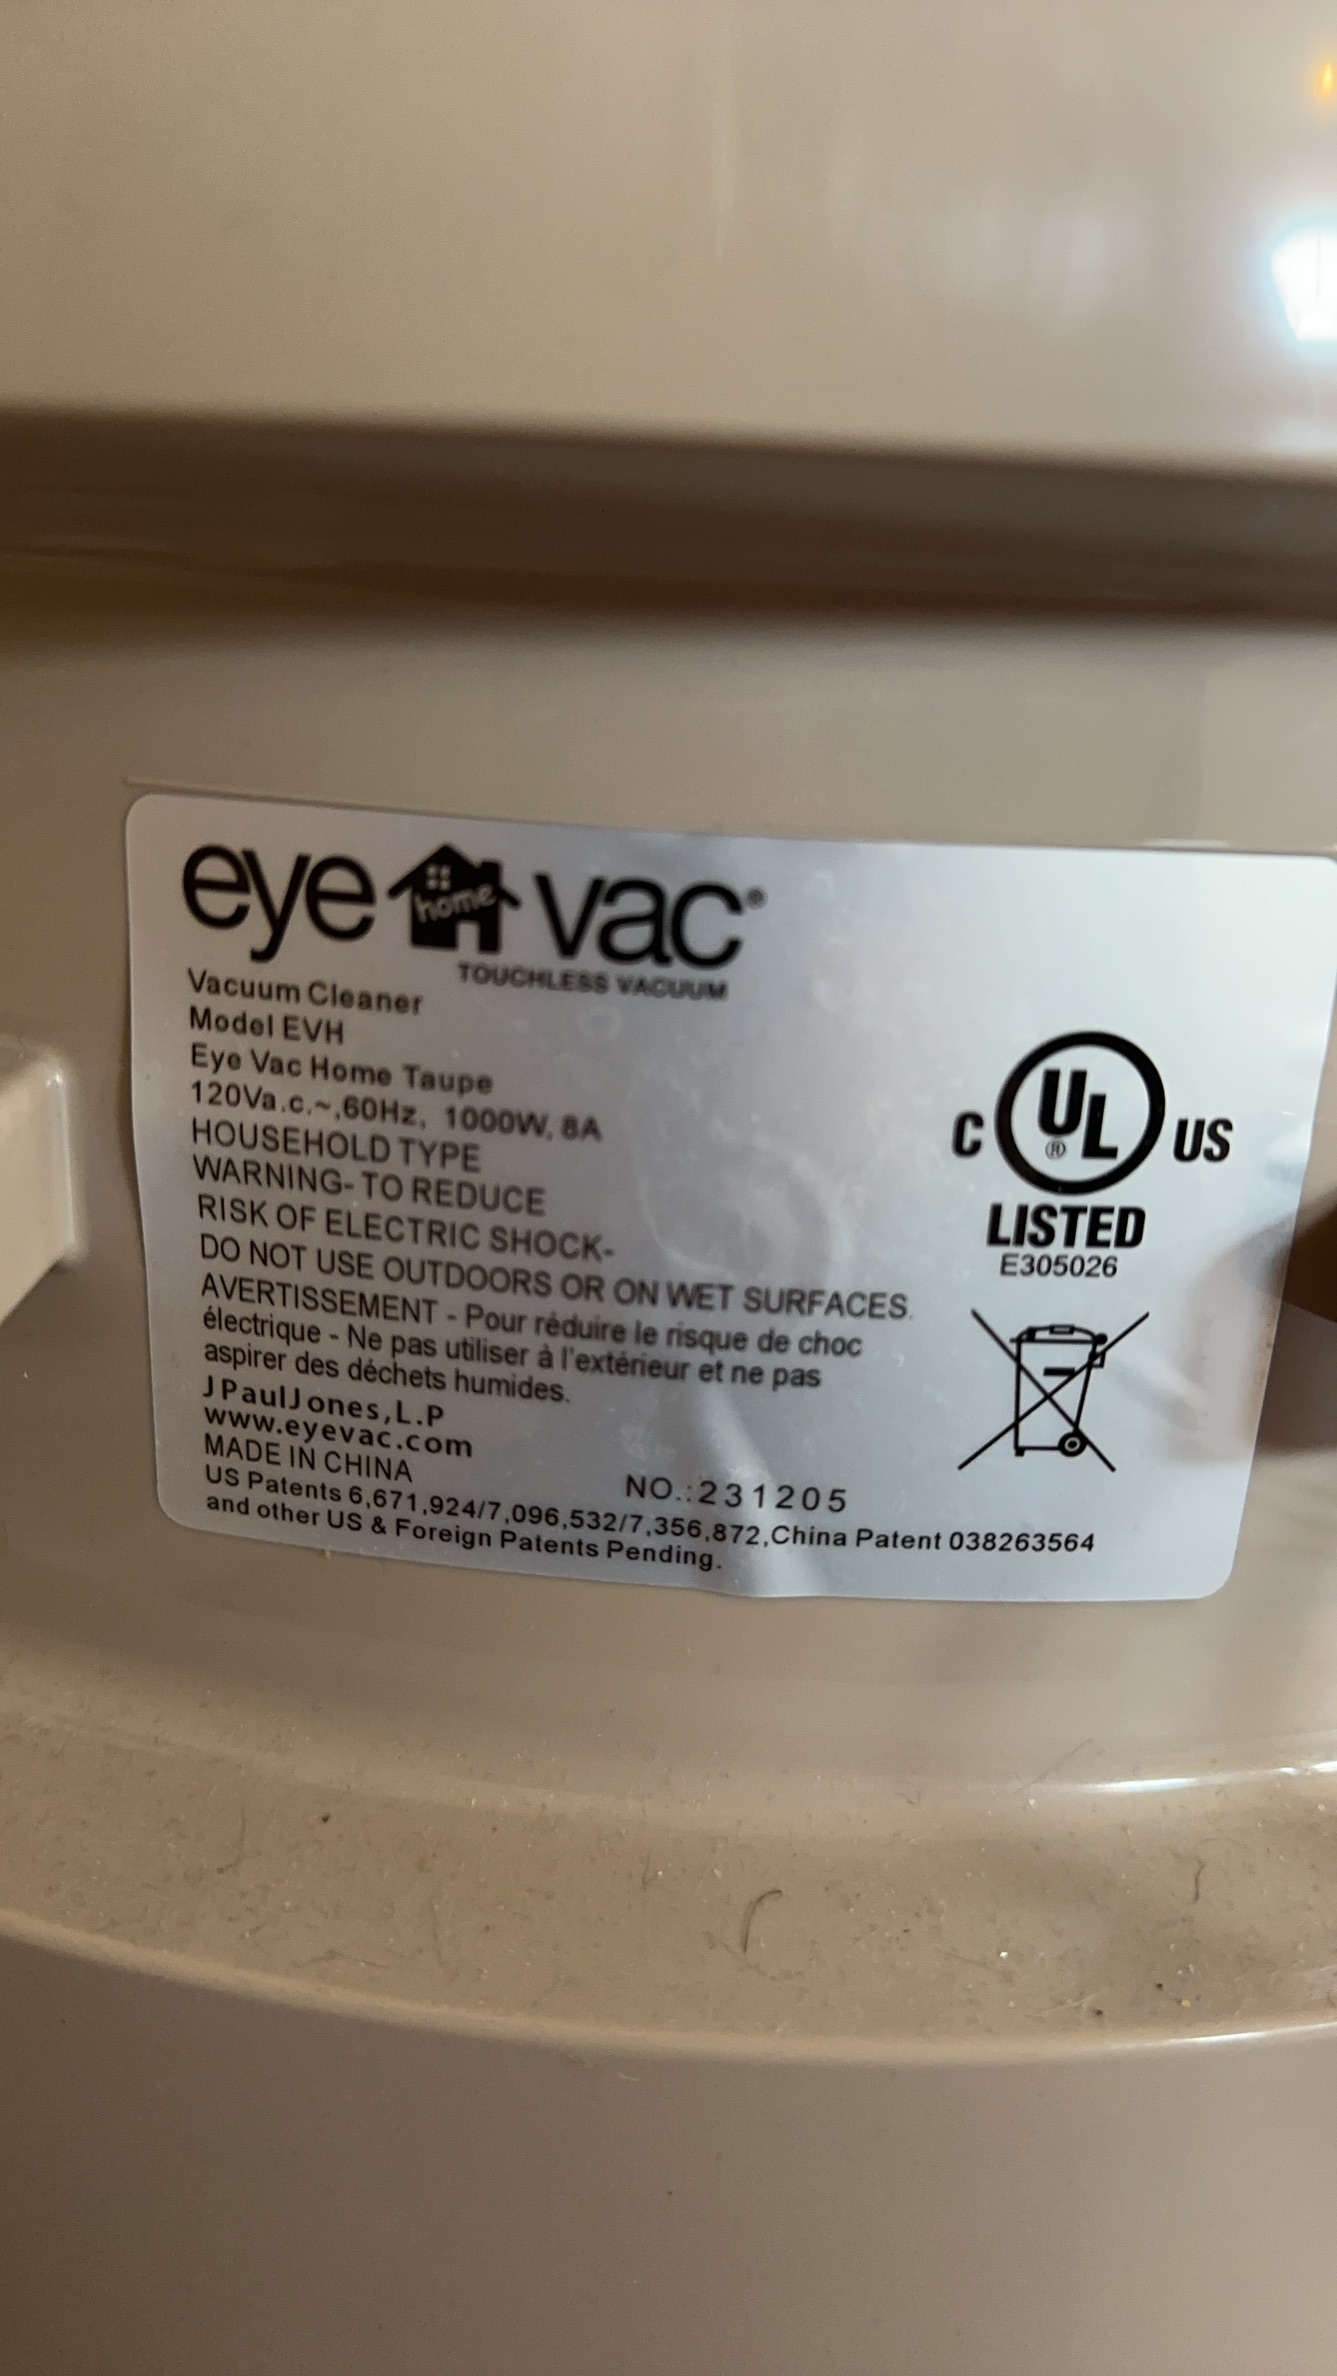 eye home vac®
TOUCHLESS VACUUM
Vacuum Cleaner
Model EVH
Eye Vac Home Taupe
120Va.c.~,60Hz, 1000W, 8A
HOUSEHOLD TYPE
WARNING- TO REDUCE
RISK OF ELECTRIC SHOCK-
DO NOT USE OUTDOORS OR ON WET SURFACES.
AVERTISSEMENT - Pour réduire le risque de choc
électrique - Ne pas utiliser à l'extérieur et ne pas
aspirer des déchets humides.
J PaulJones,L.P
www.eyevac.com
MADE IN CHINA
NO.:231205
US Patents 6,671,924/7,096,532/7,356,872,China Patent 038263564
and other US & Foreign Patents Pending.
C UL® US
LISTED
E305026